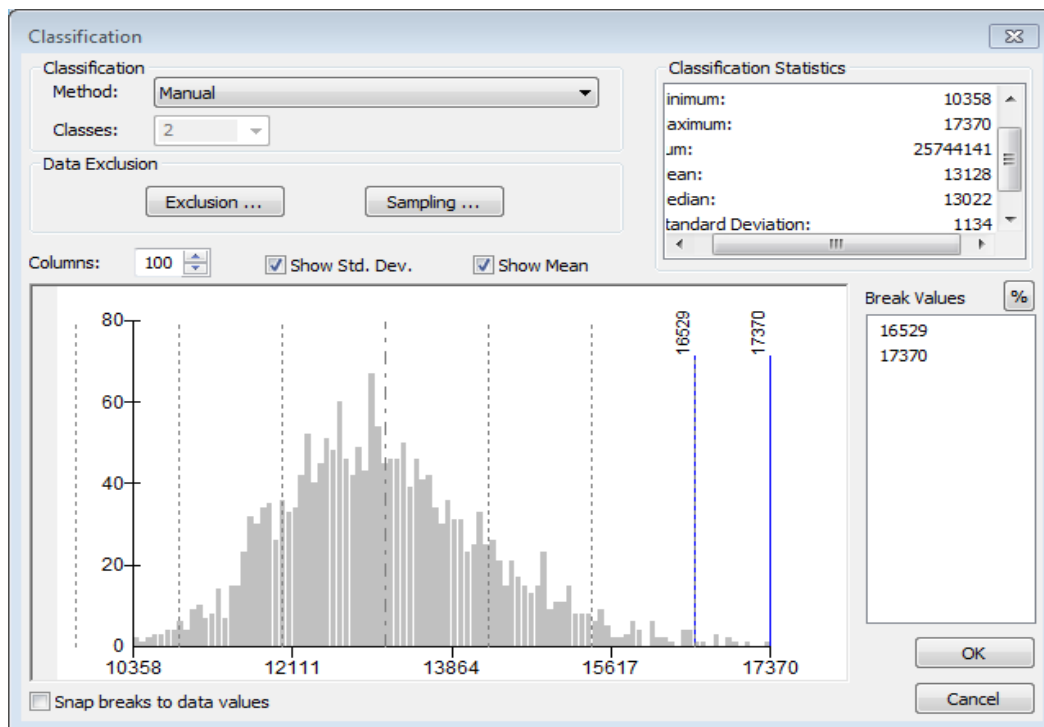 Classification
Classification
Method: Manual
Classes: 2
Data Exclusion
Exclusion ...
Sampling ...
Classification Statistics
inimum: 10358
aximum: 17370
um: 25744141
ean: 13128
edian: 13022
tandard Deviation: 1134
Columns: 100
Show Std. Dev.
Show Mean
Break Values
%
16529
17370
80
60
40
20
0
16529
17370
10358
12111
13864
15617
17370
OK
Cancel
Snap breaks to data values